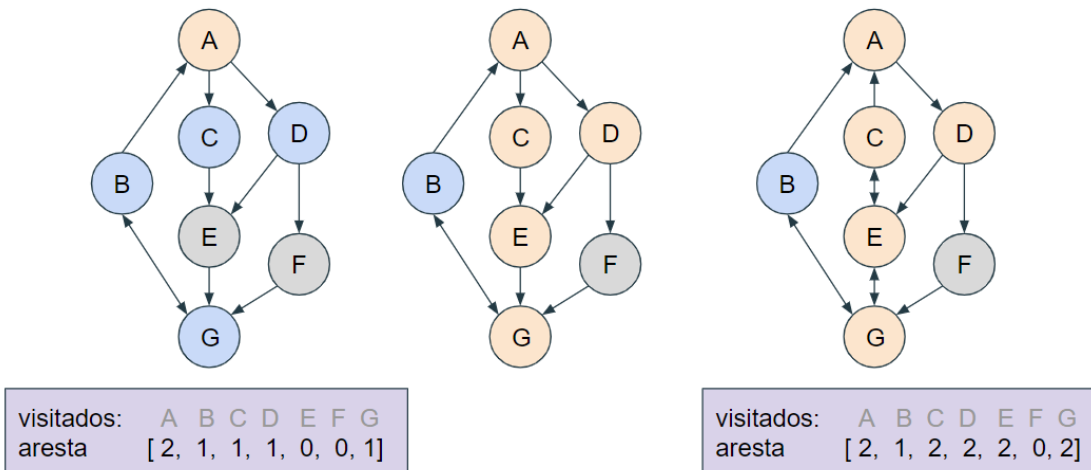 A
C
D
B
E
F
G
A
C
D
B
E
F
G
A
C
D
B
E
F
G
visitados: A B C D E F G
aresta [ 2, 1, 1, 1, 0, 0, 1]
visitados: A B C D E F G
aresta [ 2, 1, 2, 2, 2, 0, 2]